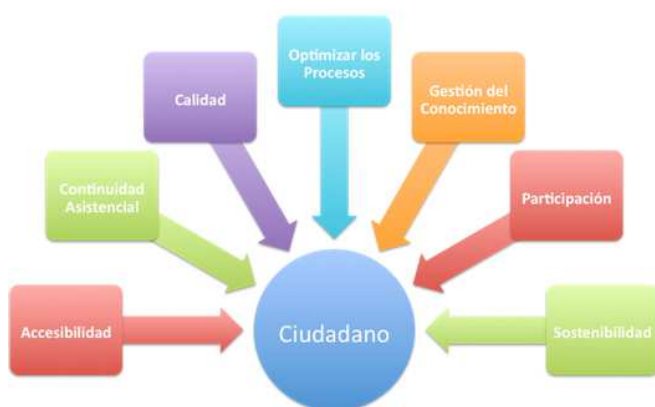 Optimizar los
Procesos
Calidad
Gestión del
Conocimiento
Continuidad
Asistencial
Participación
Accesibilidad
Ciudadano
Sostenibilidad